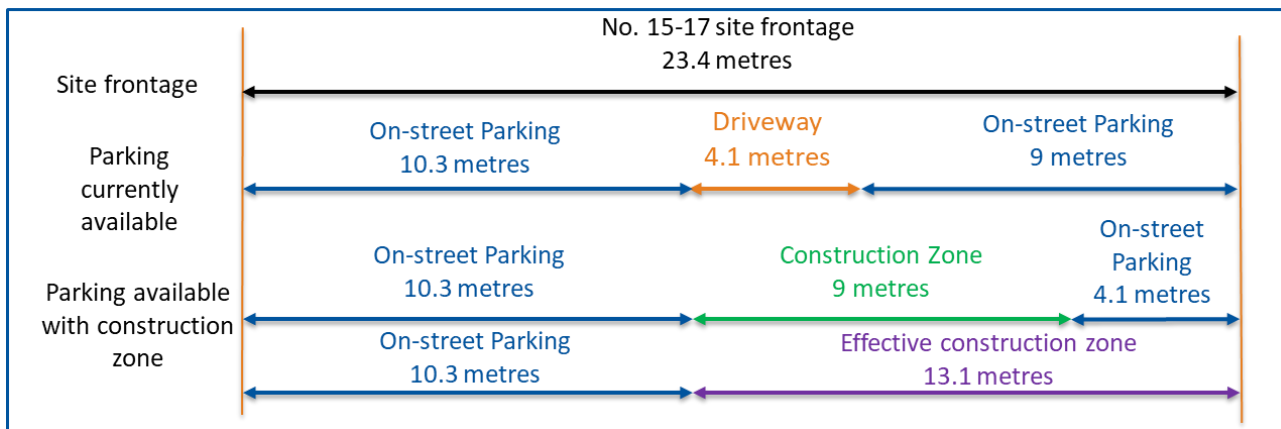 No. 15-17 site frontage
23.4 metres
Site frontage
On-street Parking
10.3 metres
Driveway
4.1 metres
On-street Parking
9 metres
Parking
currently
available
On-street Parking
10.3 metres
Construction Zone
9 metres
On-street
Parking
4.1 metres
Parking available
with construction
zone
On-street Parking
10.3 metres
Effective construction zone
13.1 metres